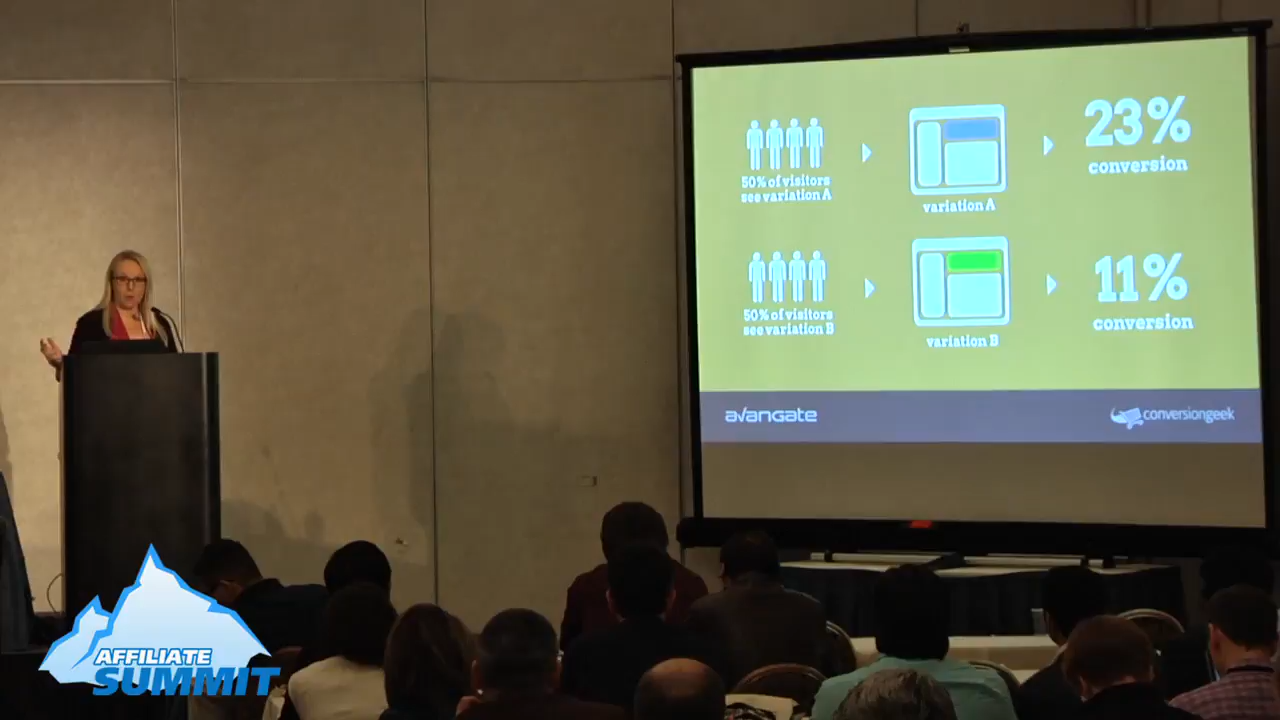 50% of visitors
see variation A
variation A
23%
conversion
50% of visitors
see variation B
variation B
11%
conversion
avangate
conversiongeek
AFFILIATE
SUMMIT